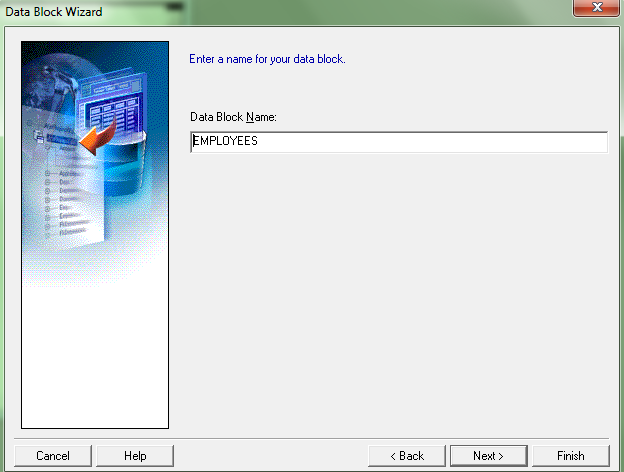 Data Block Wizard
Enter a name for your data block.
Data Block Name:
EMPLOYEES
Cancel
Help
< Back
Next >
Finish